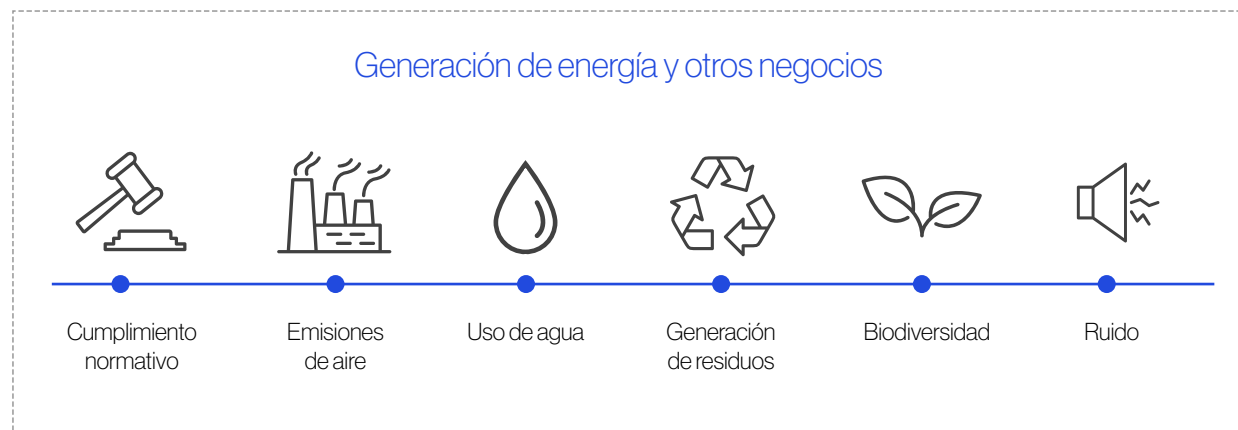 Generación de energía y otros negocios
Cumplimiento
normativo
Emisiones
de aire
Uso de agua
Generación
de residuos
Biodiversidad
Ruido